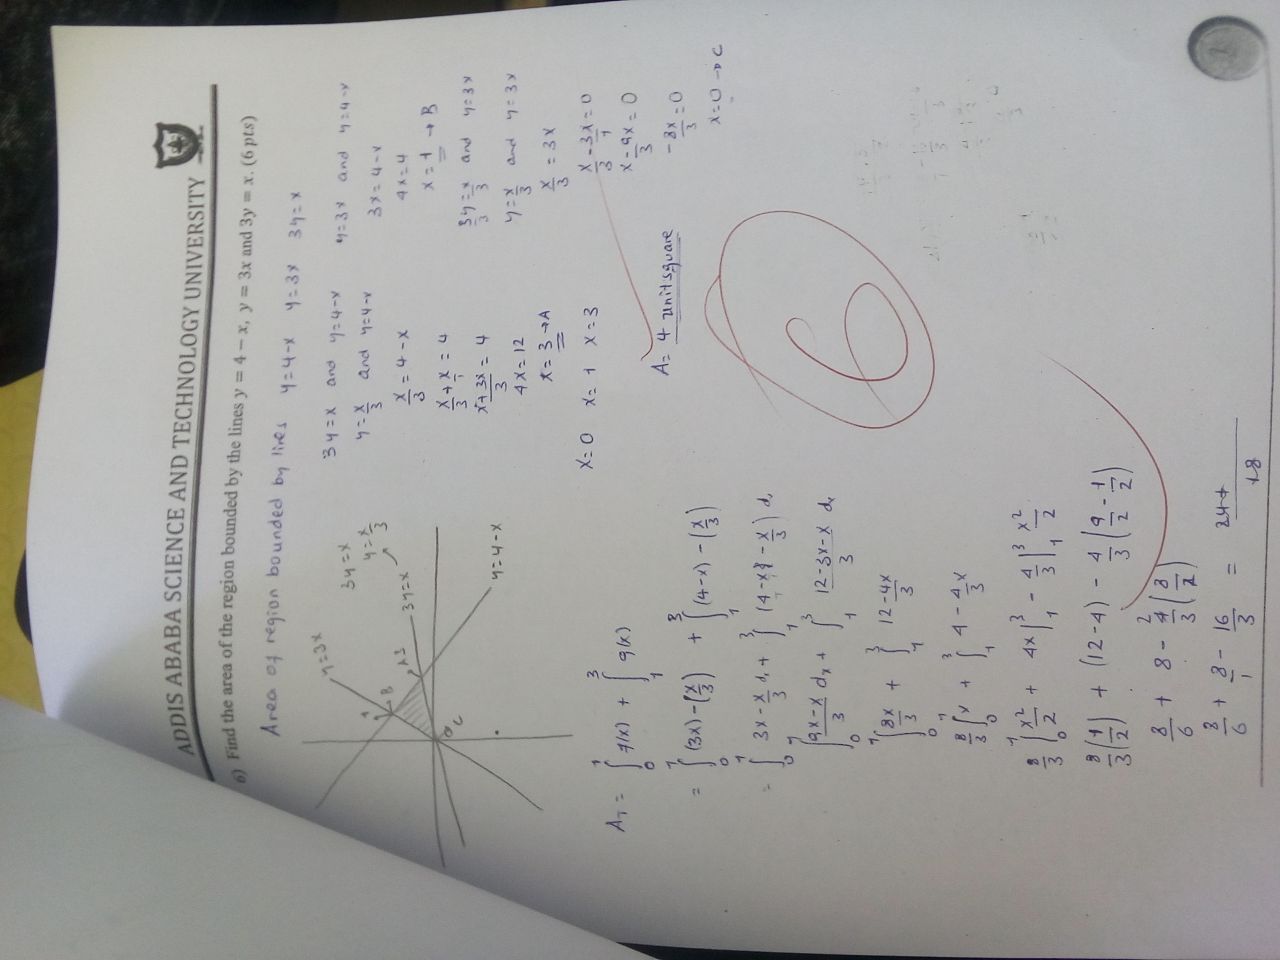 ADDIS ABABA SCIENCE AND TECHNOLOGY UNIVERSITY
6) Find the area of the region bounded by the lines y = 4 − x, y = 3x and 3y = x. (6 pts)
Area of region bounded by lines y=4-x y=3x 3y=x
y=3x
3y=x
y=x/3
B
A
3y=x
C
y=4-x
3y=x and y=4-x
y=x/3 and y=4-x
x/3 = 4-x
x/3 + x/1 = 4
x+3x/3 = 4
4x=12
x=3→A
y=3x and y=4-x
3x=4-x
4x=4
x=1→B
3y/3=x/3 and y=3x
y=x/3 and y=3x
x/3 = 3x
x/3 - 3x/1=0
x-9x/3=0
-8x/3=0
x=0→C
x=0 x=1 x=3
A_T = ∫₀¹ f(x) + ∫₁³ g(x)
= ∫₀¹ (3x)-(x/3) + ∫₁³ (4-x)-(x/3)
= ∫₀¹ 3x-x/3 d, + ∫₁³ (4-x)-x/3) d,
∫₀¹ 9x-x/3 dx + ∫₁³ 12-3x-x/3 d,
∫₀¹ 8x/3 + ∫₁³ 12-4x/3
8/3 ∫₀¹ x + ∫₁³ 4-4/3x
8/3 | x²/2 |₀¹ + 4x|₁³ - 4/3|₁³ x²/2
8/3(1/2) + (12-4) - 4/3(9/2-1/2)
8/6 + 8 - 4/3(8/2)
8/6 + 8/1 - 16/3 =
A= 4 unit square
6